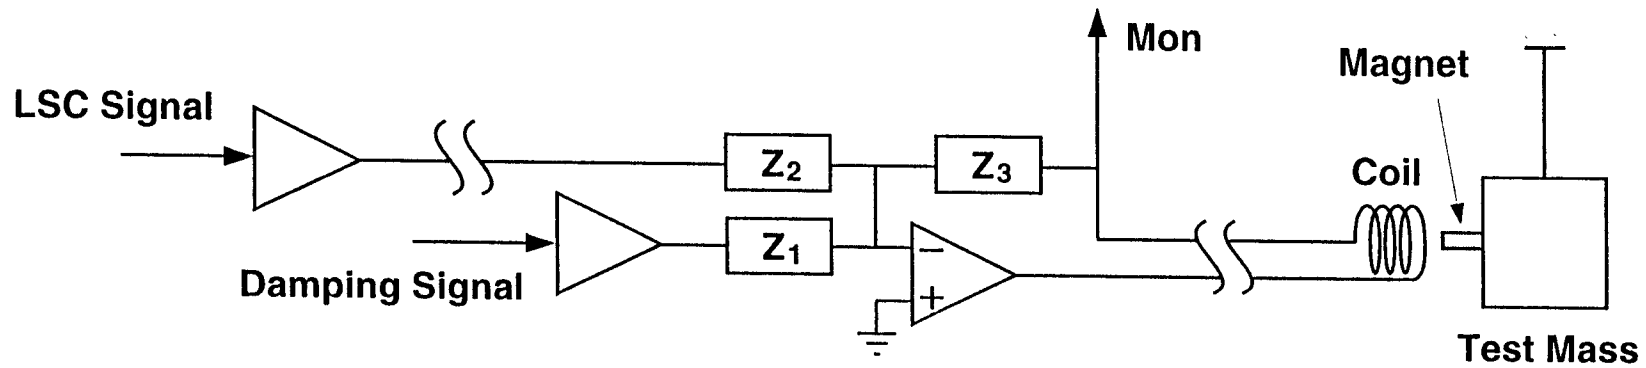 Mon
Magnet
LSC Signal
Z2
Z3
Coil
Z1
Damping Signal
−
+
Test Mass